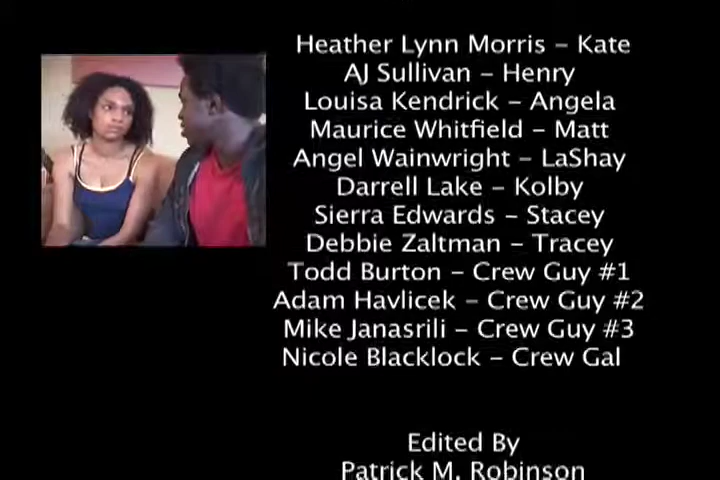 Heather Lynn Morris – Kate
AJ Sullivan – Henry
Louisa Kendrick – Angela
Maurice Whitfield – Matt
Angel Wainwright – LaShay
Darrell Lake – Kolby
Sierra Edwards – Stacey
Debbie Zaltman – Tracey
Todd Burton – Crew Guy #1
Adam Havlicek – Crew Guy #2
Mike Janasrili – Crew Guy #3
Nicole Blacklock – Crew Gal
Edited By
Patrick M. Robinson